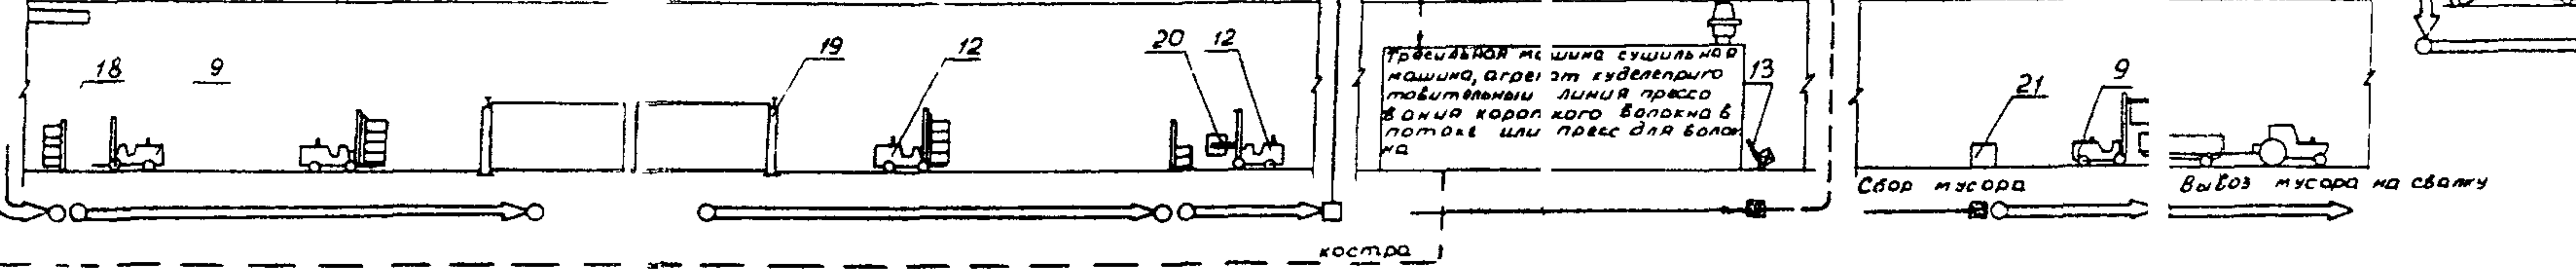 18
9
19
12
20
12
Трасильная машина сушильная
машина, агрегат куделеприго
товительный линия прессо
вания короткого волокна в
потоке или пресс для волок
на
13
21
9
Сбор мусора
Вывоз мусора на свалку
костра